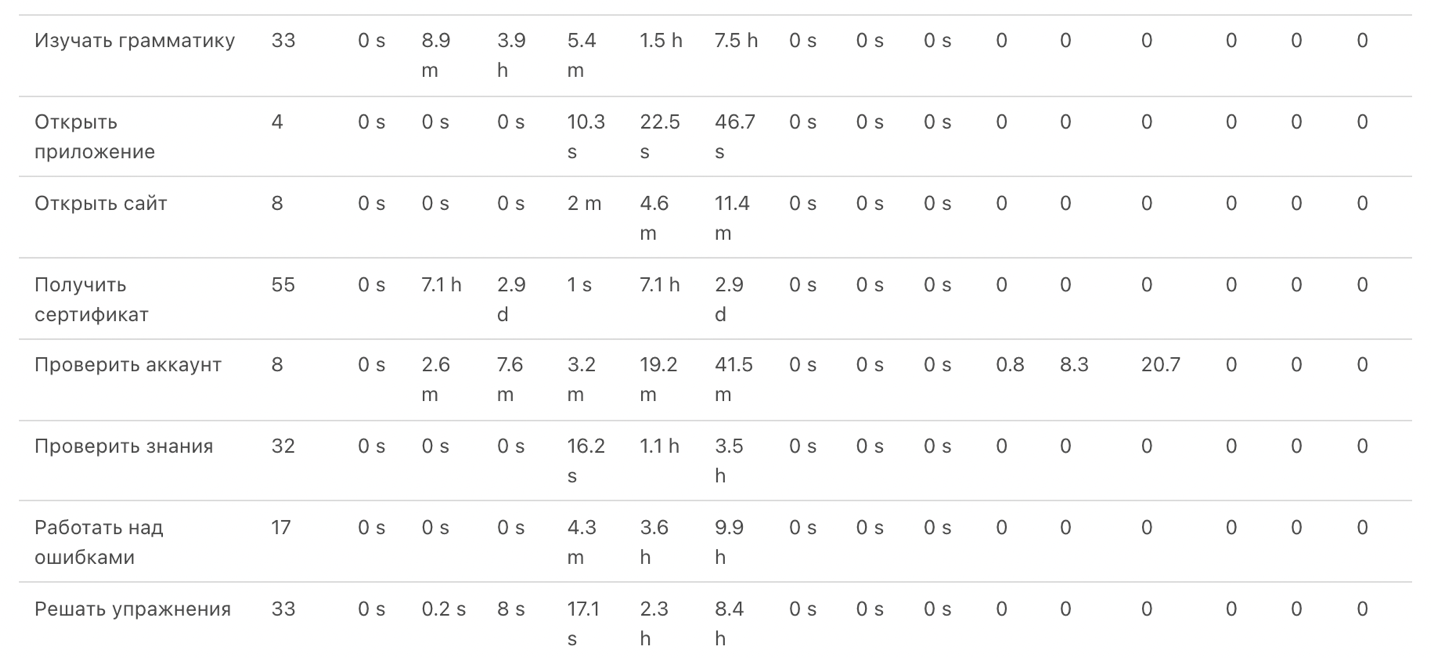 Изучать грамматику 33 0 s 8.9 3.9 5.4 1.5 h 7.5 h 0 s 0 s 0 s 0 0 0 0 0 0
m h m
Открыть 4 0 s 0 s 0 s 10.3 22.5 46.7 0 s 0 s 0 s 0 0 0 0 0 0
приложение s s s
Открыть сайт 8 0 s 0 s 0 s 2 m 4.6 11.4 0 s 0 s 0 s 0 0 0 0 0 0
m m
Получить 55 0 s 7.1 h 2.9 1 s 7.1 h 2.9 0 s 0 s 0 s 0 0 0 0 0 0
сертификат d d
Проверить аккаунт 8 0 s 2.6 7.6 3.2 19.2 41.5 0 s 0 s 0 s 0.8 8.3 20.7 0 0 0
m m m m m
Проверить знания 32 0 s 0 s 0 s 16.2 1.1 h 3.5 0 s 0 s 0 s 0 0 0 0 0 0
s h
Работать над 17 0 s 0 s 0 s 4.3 3.6 9.9 0 s 0 s 0 s 0 0 0 0 0 0
ошибками m h h
Решать упражнения 33 0 s 0.2 s 8 s 17.1 2.3 8.4 0 s 0 s 0 s 0 0 0 0 0 0
s h h